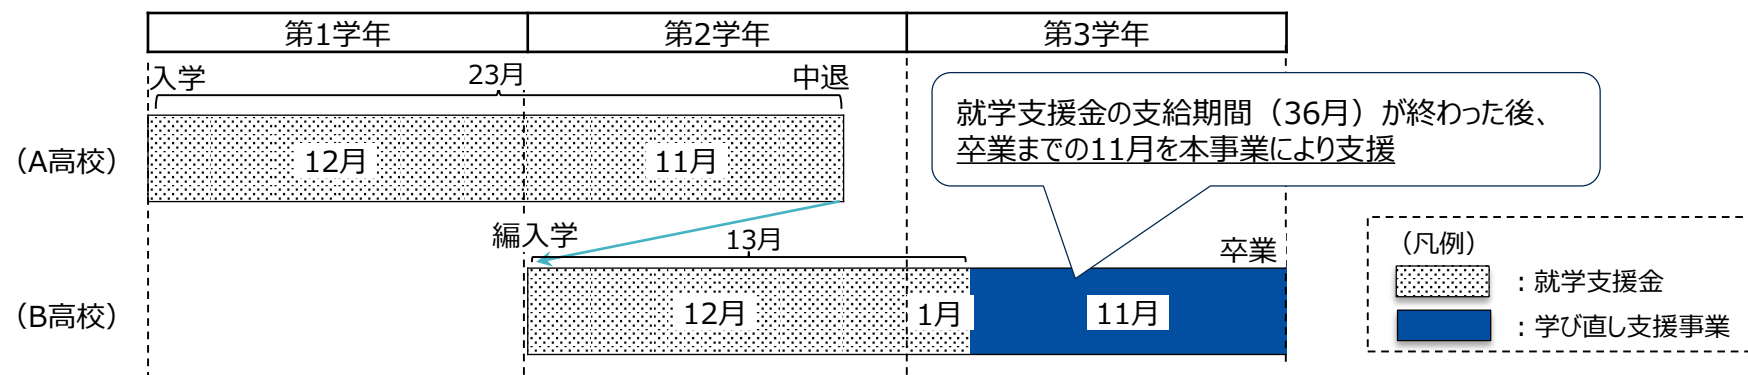 第1学年 第2学年 第3学年
入学 23月 中退
就学支援金の支給期間（36月）が終わった後、
卒業までの11月を本事業により支援
（A高校） 12月 11月
編入学 13月 卒業
（B高校） 12月 1月 11月
（凡例）
：就学支援金
：学び直し支援事業